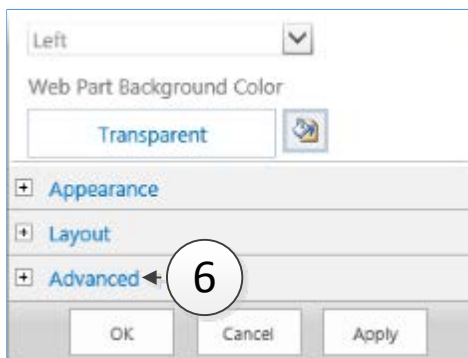 Left
Web Part Background Color
Transparent
Appearance
Layout
Advanced 6
OK Cancel Apply